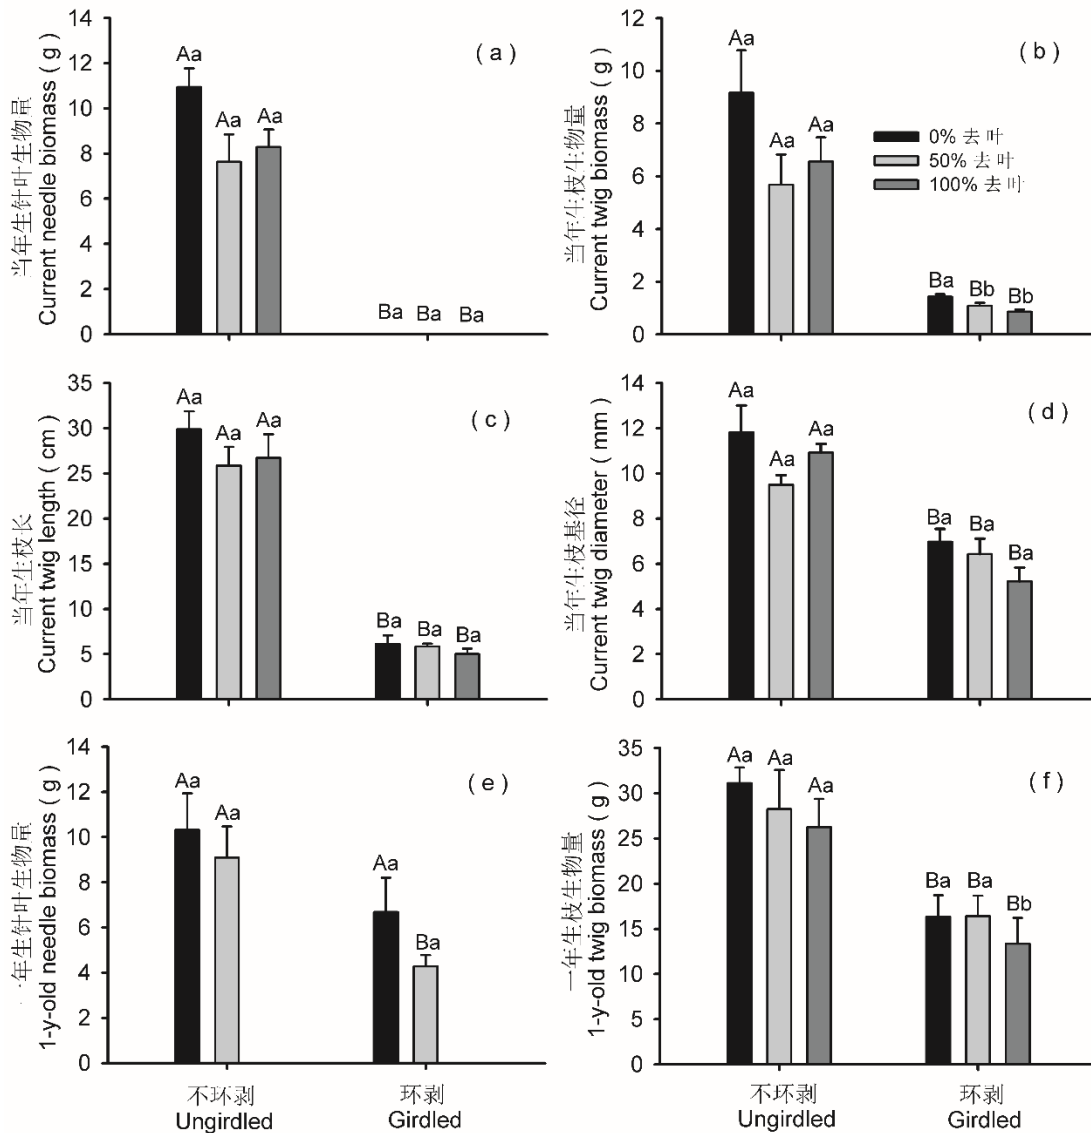 当年生针叶生物量
Current needle biomass ( g )
14
12
10
8
6
4
2
0
Aa
Aa
Aa
Ba
Ba
Ba
( a )
当年生枝生物量
Current twig biomass ( g )
12
10
8
6
4
2
0
Aa
Aa
Aa
Ba
Bb
Bb
( b )
0% 去叶
50% 去叶
100% 去叶
当年生枝长
Current twig length ( cm )
35
30
25
20
15
10
5
0
Aa
Aa
Aa
Ba
Ba
Ba
( c )
当年生枝基径
Current twig diameter ( mm )
14
12
10
8
6
4
2
0
Aa
Aa
Aa
Ba
Ba
Ba
( d )
一年生针叶生物量
1-y-old needle biomass ( g )
14
12
10
8
6
4
2
0
Aa
Aa
Aa
Ba
( e )
不环剥
Ungirdled
环剥
Girdled
一年生枝生物量
1-y-old twig biomass ( g )
35
30
25
20
15
10
5
0
Aa
Aa
Aa
Ba
Ba
Bb
( f )
不环剥
Ungirdled
环剥
Girdled